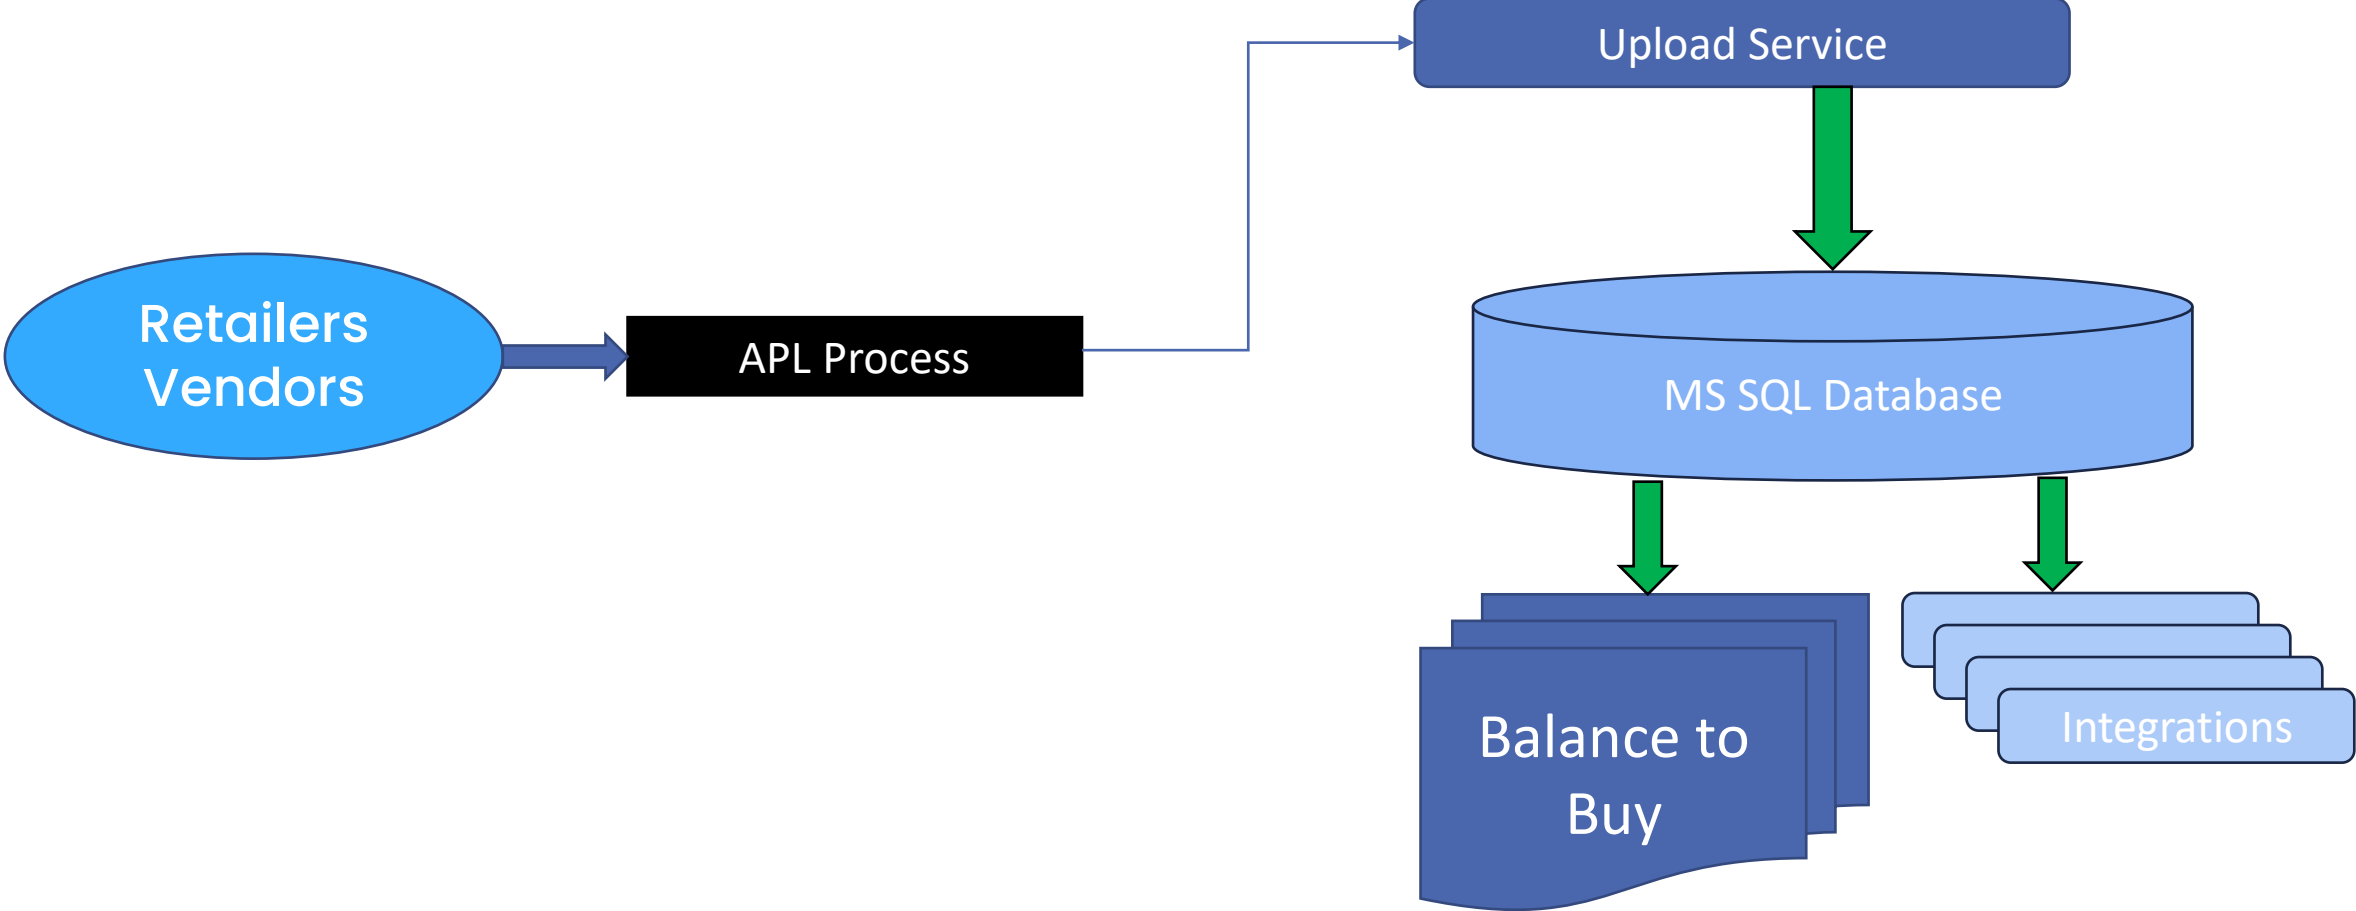 Upload Service
Retailers
Vendors
APL Process
MS SQL Database
Balance to
Buy
Integrations